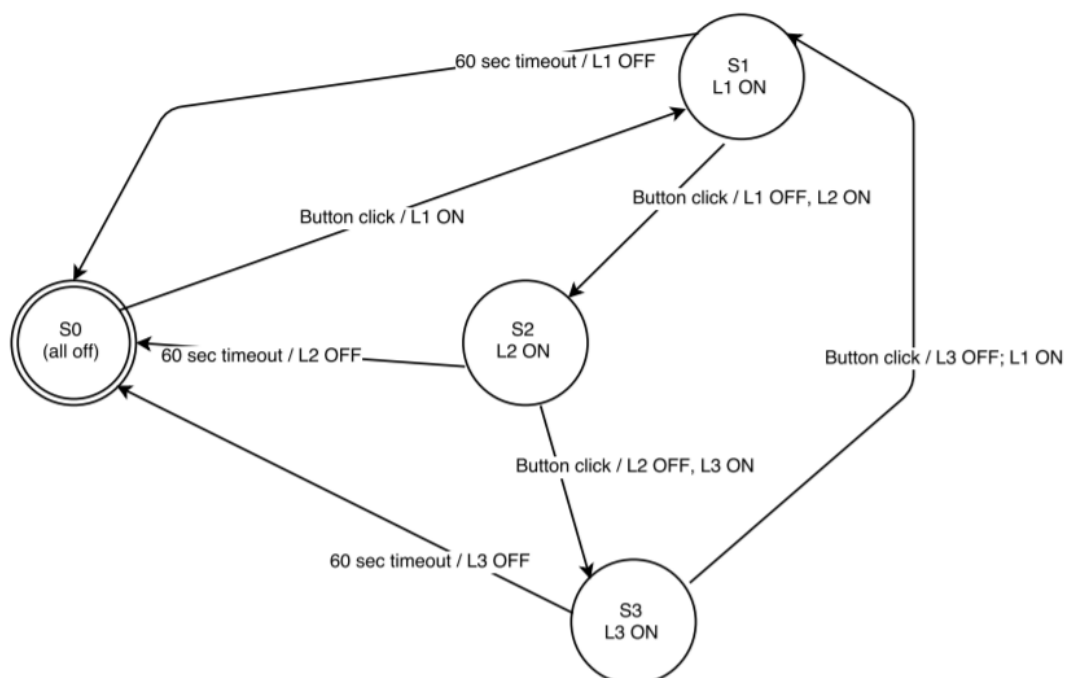 S1
L1 ON
60 sec timeout / L1 OFF
Button click / L1 OFF, L2 ON
Button click / L1 ON
S0
(all off)
S2
L2 ON
60 sec timeout / L2 OFF
Button click / L3 OFF; L1 ON
Button click / L2 OFF, L3 ON
60 sec timeout / L3 OFF
S3
L3 ON